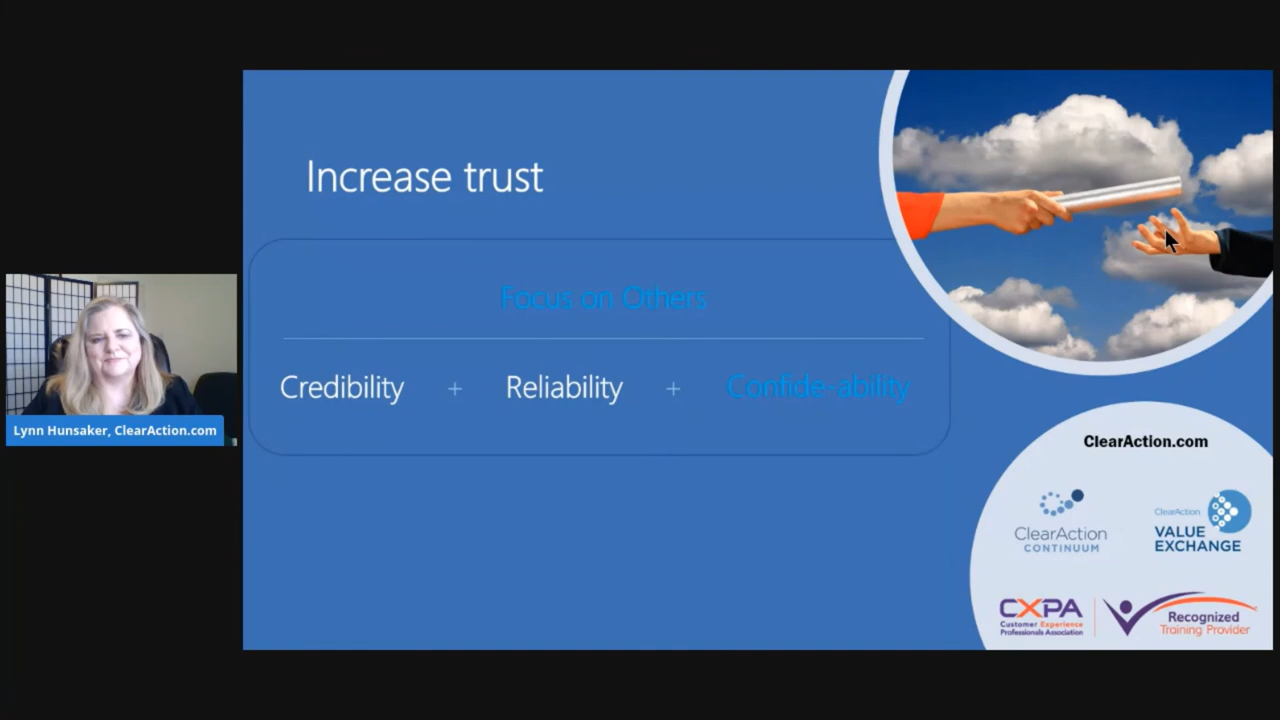 Increase trust
Focus on Others
Credibility + Reliability + Confide-ability
Lynn Hunsaker, ClearAction.com
ClearAction.com
ClearAction
CONTINUUM
ClearAction
VALUE
EXCHANGE
CXPA
Customer Experience
Professionals Association
Recognized
Training Provider